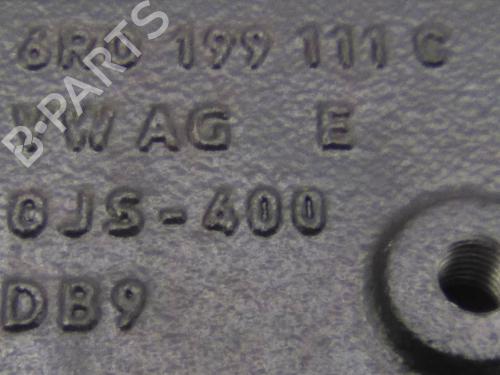 6R0 199 111 C
VW AG E
CJS-400
DB9
B-PARTS